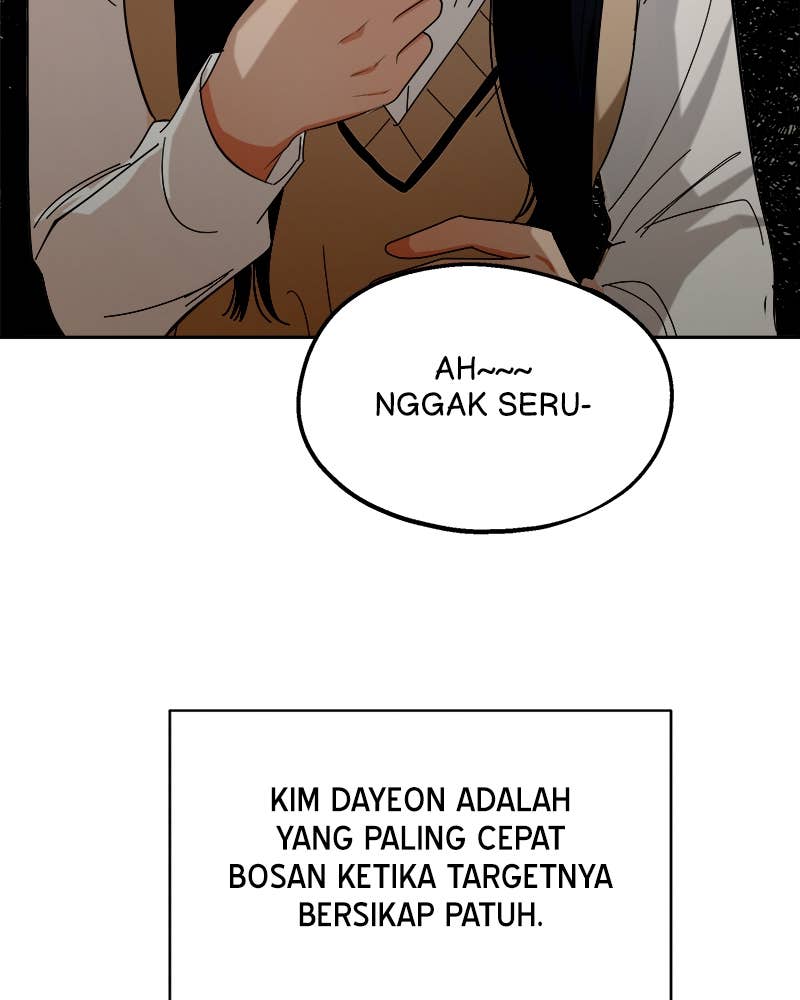 AH~~~
NGGAK SERU-
KIM DAYEON ADALAH
YANG PALING CEPAT
BOSAN KETIKA TARGETNYA
BERSIKAP PATUH.